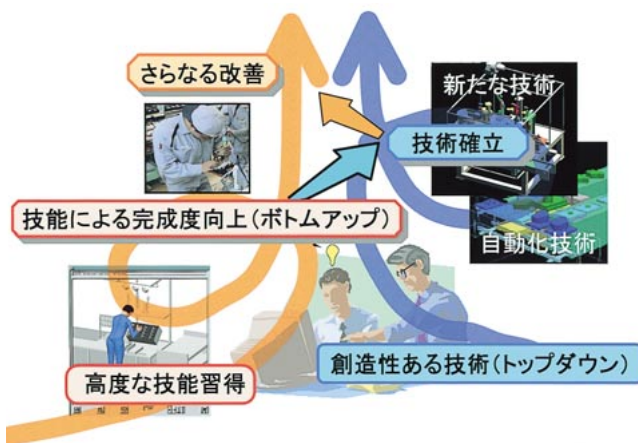 さらなる改善
新たな技術
技術確立
技能による完成度向上(ボトムアップ)
自動化技術
創造性ある技術(トップダウン)
高度な技能習得